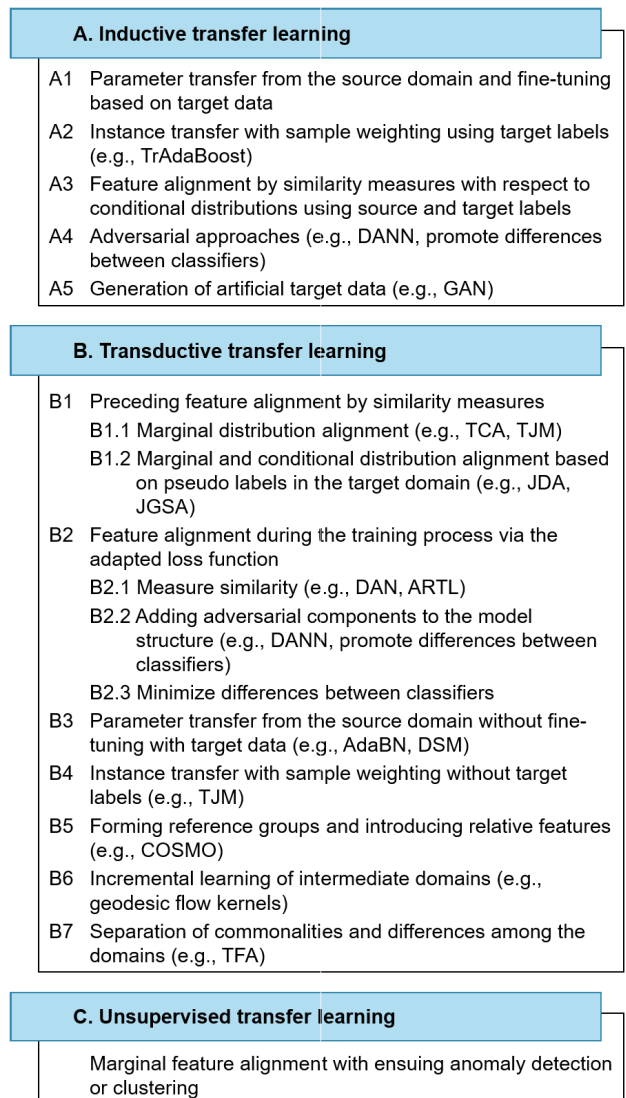 A. Inductive transfer learning
A1 Parameter transfer from the source domain and fine-tuning
based on target data
A2 Instance transfer with sample weighting using target labels
(e.g., TrAdaBoost)
A3 Feature alignment by similarity measures with respect to
conditional distributions using source and target labels
A4 Adversarial approaches (e.g., DANN, promote differences
between classifiers)
A5 Generation of artificial target data (e.g., GAN)
B. Transductive transfer learning
B1 Preceding feature alignment by similarity measures
B1.1 Marginal distribution alignment (e.g., TCA, TJM)
B1.2 Marginal and conditional distribution alignment based
on pseudo labels in the target domain (e.g., JDA,
JGSA)
B2 Feature alignment during the training process via the
adapted loss function
B2.1 Measure similarity (e.g., DAN, ARTL)
B2.2 Adding adversarial components to the model
structure (e.g., DANN, promote differences between
classifiers)
B2.3 Minimize differences between classifiers
B3 Parameter transfer from the source domain without fine-
tuning with target data (e.g., AdaBN, DSM)
B4 Instance transfer with sample weighting without target
labels (e.g., TJM)
B5 Forming reference groups and introducing relative features
(e.g., COSMO)
B6 Incremental learning of intermediate domains (e.g.,
geodesic flow kernels)
B7 Separation of commonalities and differences among the
domains (e.g., TFA)
C. Unsupervised transfer learning
Marginal feature alignment with ensuing anomaly detection
or clustering